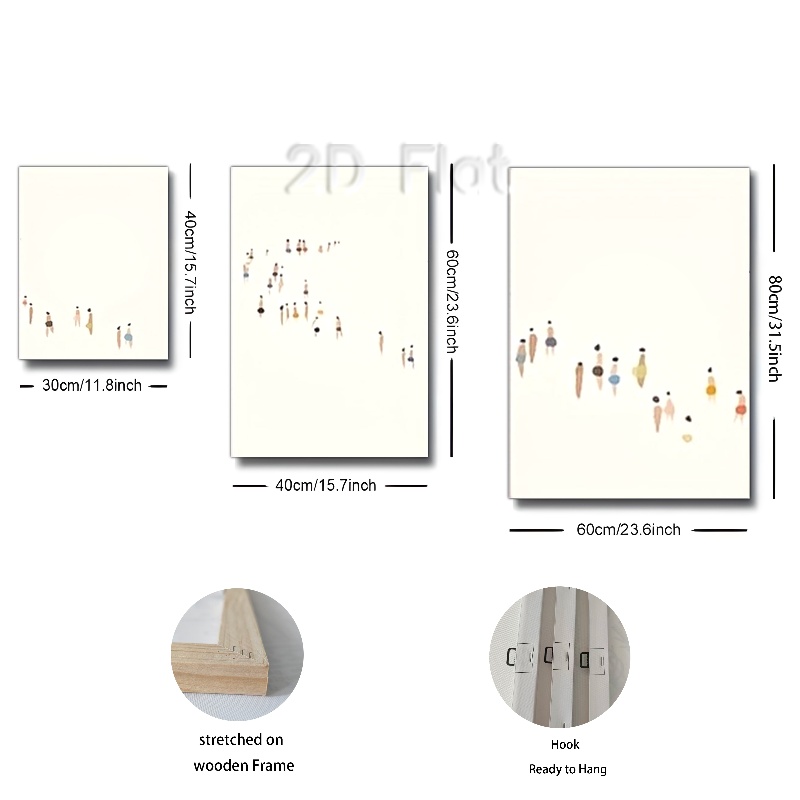 2D Flat
40cm/15.7inch
60cm/23.6inch
80cm/31.5inch
30cm/11.8inch
40cm/15.7inch
60cm/23.6inch
stretched on
wooden Frame
Hook
Ready to Hang